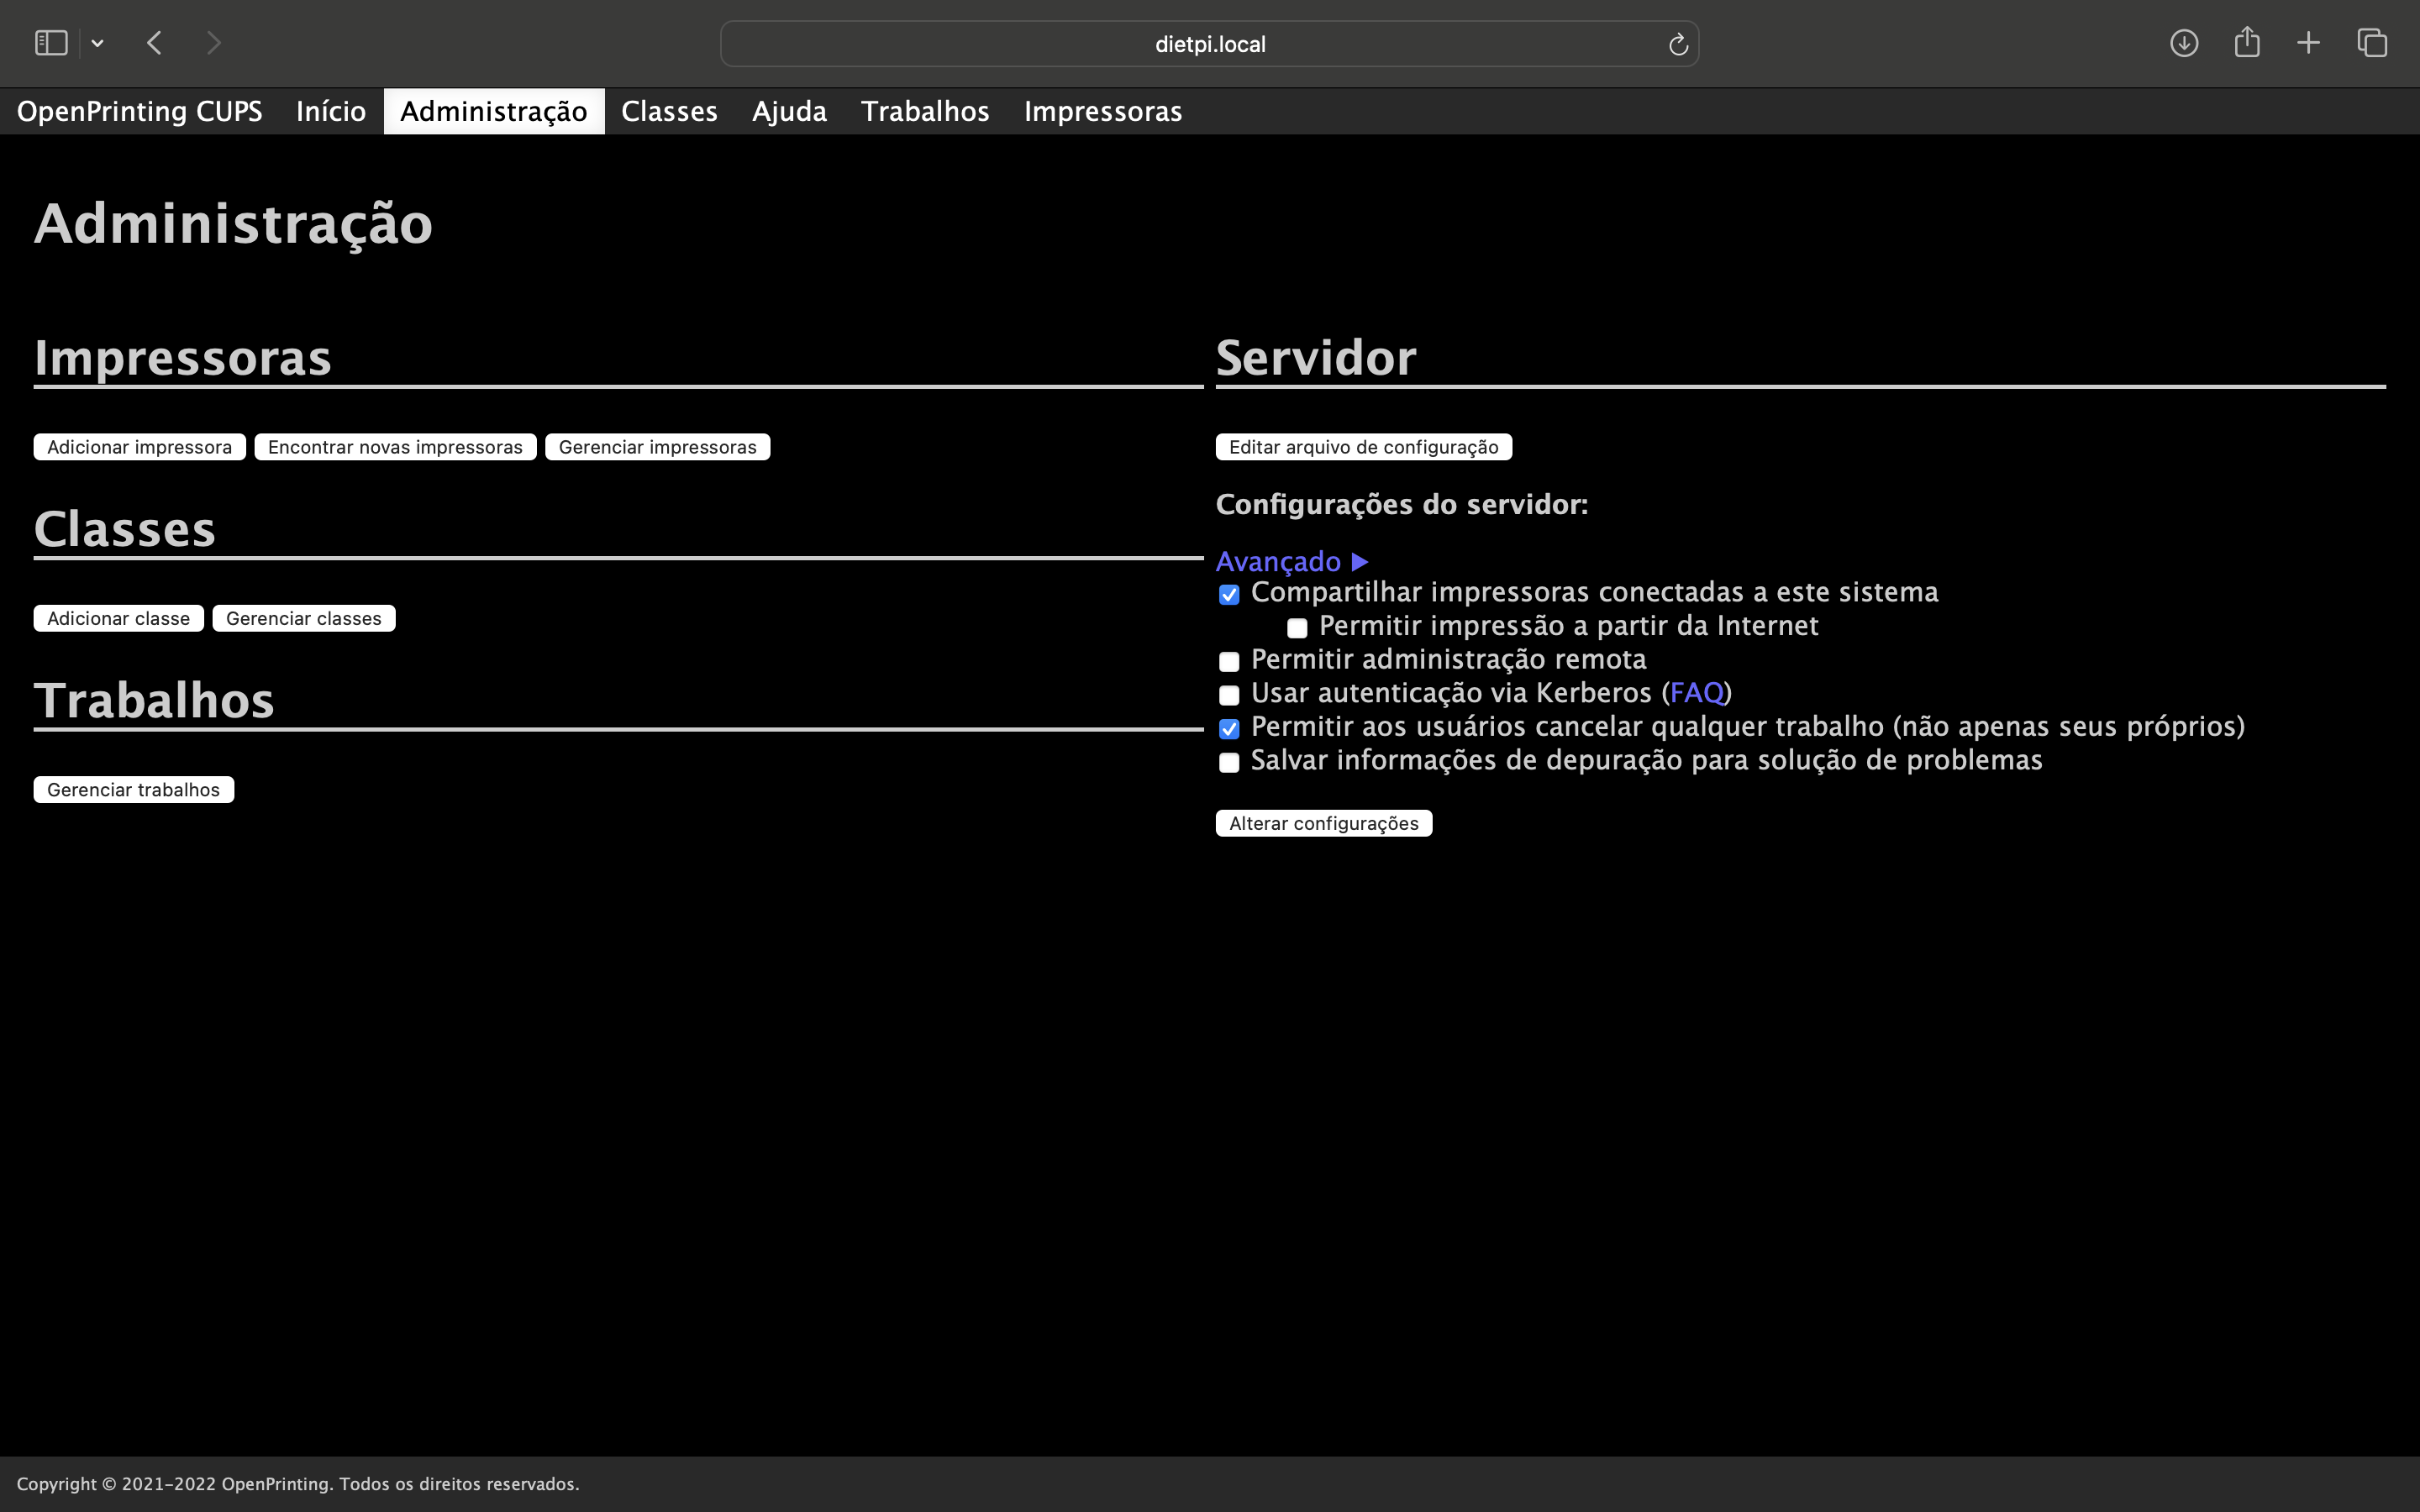 dietpi.local
OpenPrinting CUPS Início Administração Classes Ajuda Trabalhos Impressoras
Administração
Impressoras
Adicionar impressora Encontrar novas impressoras Gerenciar impressoras
Classes
Adicionar classe Gerenciar classes
Trabalhos
Gerenciar trabalhos
Servidor
Editar arquivo de configuração
Configurações do servidor:
Avançado ▶
Compartilhar impressoras conectadas a este sistema
Permitir impressão a partir da Internet
Permitir administração remota
Usar autenticação via Kerberos (FAQ)
Permitir aos usuários cancelar qualquer trabalho (não apenas seus próprios)
Salvar informações de depuração para solução de problemas
Alterar configurações
Copyright © 2021-2022 OpenPrinting. Todos os direitos reservados.